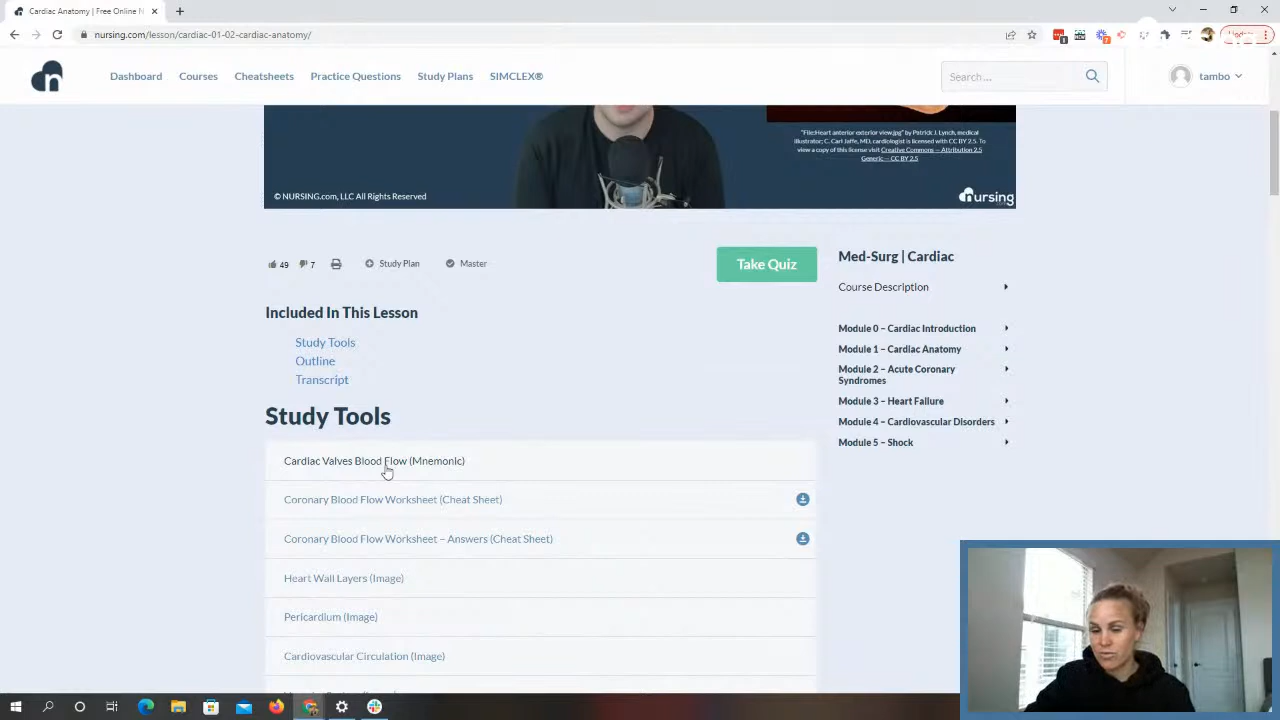 Cardiac Anatomy | Free Online N
nursing.com/lesson/cardiac-01-02-cardiac-anatomy/
Update
n
Dashboard
Courses
Cheatsheets
Practice Questions
Study Plans
SIMCLEX®
Search ...
tambo
"File:Heart anterior exterior view.jpg" by Patrick J. Lynch, medical
illustrator; C. Carl Jaffe, MD, cardiologist is licensed with CC BY 2.5. To
view a copy of this license visit Creative Commons — Attribution 2.5
Generic — CC BY 2.5
© NURSING.com, LLC All Rights Reserved
nursing
49
7
Study Plan
Master
Take Quiz
Included In This Lesson
Study Tools
Outline
Transcript
Study Tools
Cardiac Valves Blood Flow (Mnemonic)
Coronary Blood Flow Worksheet (Cheat Sheet)
Coronary Blood Flow Worksheet – Answers (Cheat Sheet)
Heart Wall Layers (Image)
Pericardium (Image)
Cardiovascular Circulation (Image)
Med-Surg | Cardiac
Course Description
Module 0 – Cardiac Introduction
Module 1 – Cardiac Anatomy
Module 2 – Acute Coronary
Syndromes
Module 3 – Heart Failure
Module 4 – Cardiovascular Disorders
Module 5 – Shock